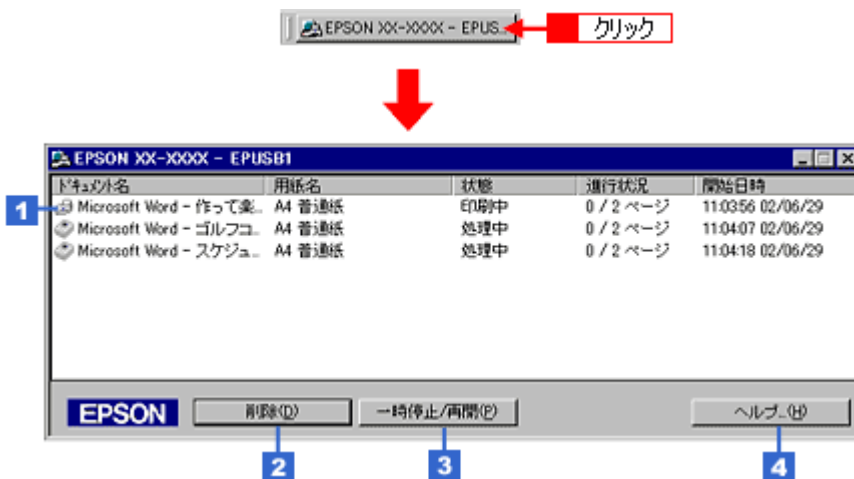 EPSON XX-XXXX - EPUS...
クリック
EPSON XX-XXXX - EPUSB1
ドキュメント名 用紙名 状態 進行状況 開始日時
1 Microsoft Word - 作って楽... A4 普通紙 印刷中 0 / 2 ページ 11:03:56 02/06/29
Microsoft Word - ゴルフコ... A4 普通紙 処理中 0 / 2 ページ 11:04:07 02/06/29
Microsoft Word - スケジュ... A4 普通紙 処理中 0 / 2 ページ 11:04:18 02/06/29
EPSON 削除(D) 一時停止/再開(P) ヘルプ...(H)
2 3 4